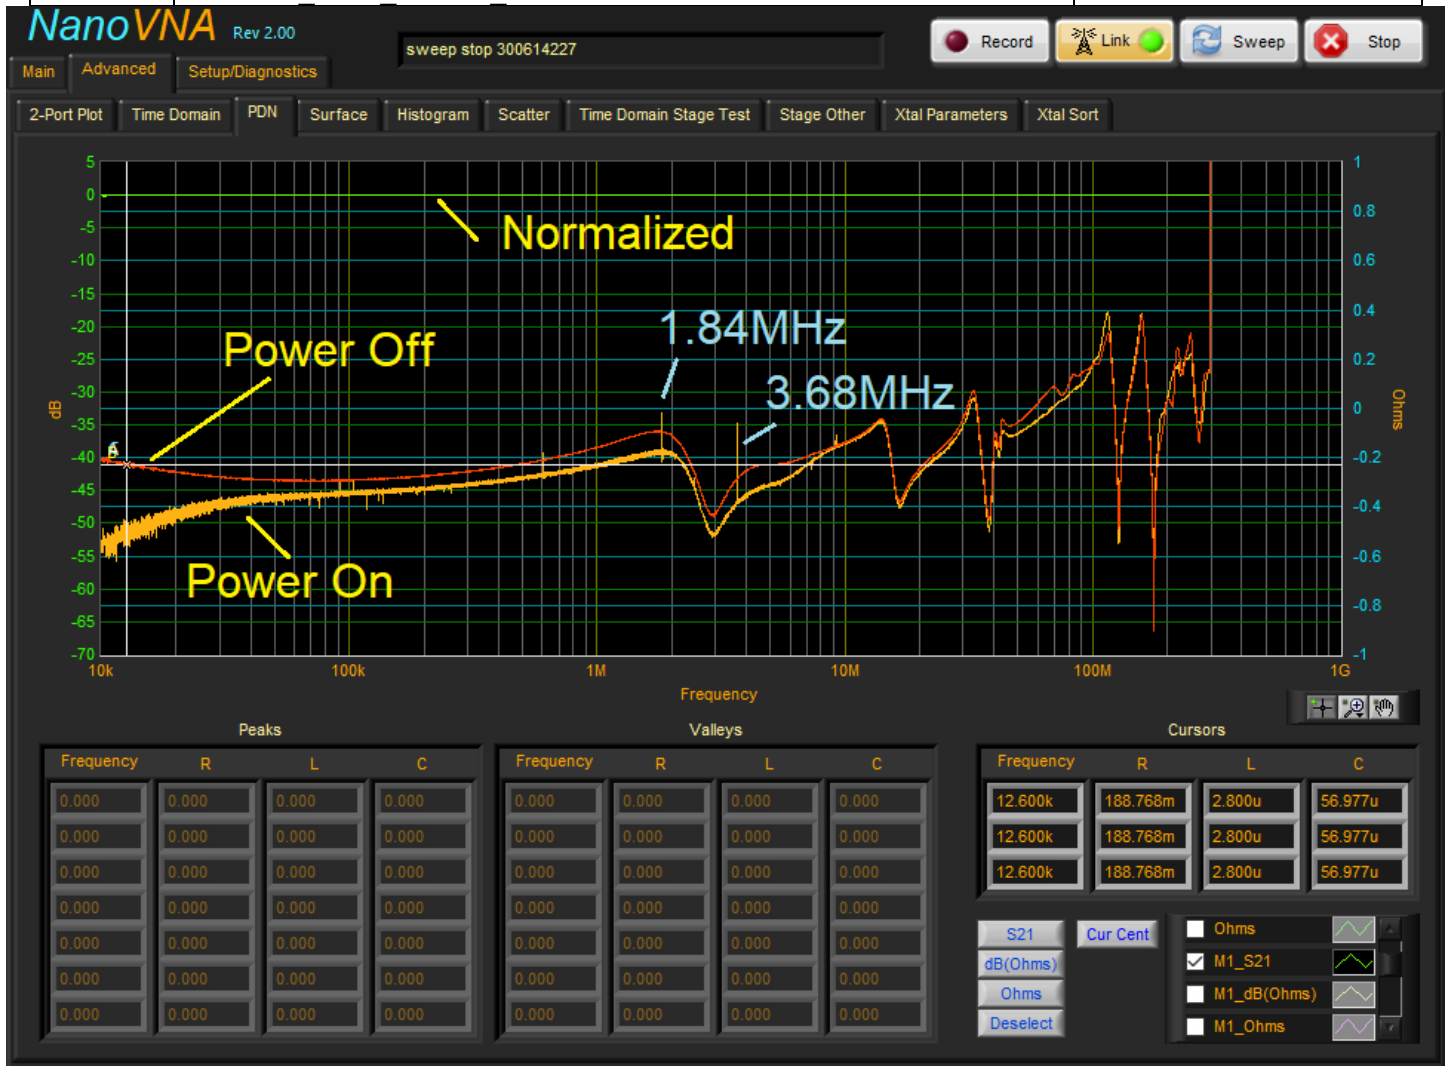 NanoVNA Rev 2.00
sweep stop 300614227
Record Link Sweep Stop
Main Advanced Setup/Diagnostics
2-Port Plot Time Domain PDN Surface Histogram Scatter Time Domain Stage Test Stage Other Xtal Parameters Xtal Sort
5 1
0
0.8
-5
Normalized
-10 0.6
-15
0.4
-20
1.84MHz
Power Off
-25 0.2
-30
3.68MHz
dB 0 Ohms
-35
A
-40 -0.2
-45
-0.4
-50
-55 -0.6
Power On
-60
-0.8
-65
-70 -1
10k 100k 1M 10M 100M 1G
Frequency
Peaks Valleys Cursors
Frequency R L C Frequency R L C Frequency R L C
0.000 0.000 0.000 0.000 0.000 0.000 0.000 0.000 12.600k 188.768m 2.800u 56.977u
0.000 0.000 0.000 0.000 0.000 0.000 0.000 0.000 12.600k 188.768m 2.800u 56.977u
0.000 0.000 0.000 0.000 0.000 0.000 0.000 0.000 12.600k 188.768m 2.800u 56.977u
0.000 0.000 0.000 0.000 0.000 0.000 0.000 0.000
0.000 0.000 0.000 0.000 0.000 0.000 0.000 0.000
0.000 0.000 0.000 0.000 0.000 0.000 0.000 0.000
0.000 0.000 0.000 0.000 0.000 0.000 0.000 0.000
S21 Cur Cent Ohms
dB(Ohms) M1_S21
Ohms M1_dB(Ohms)
Deselect M1_Ohms